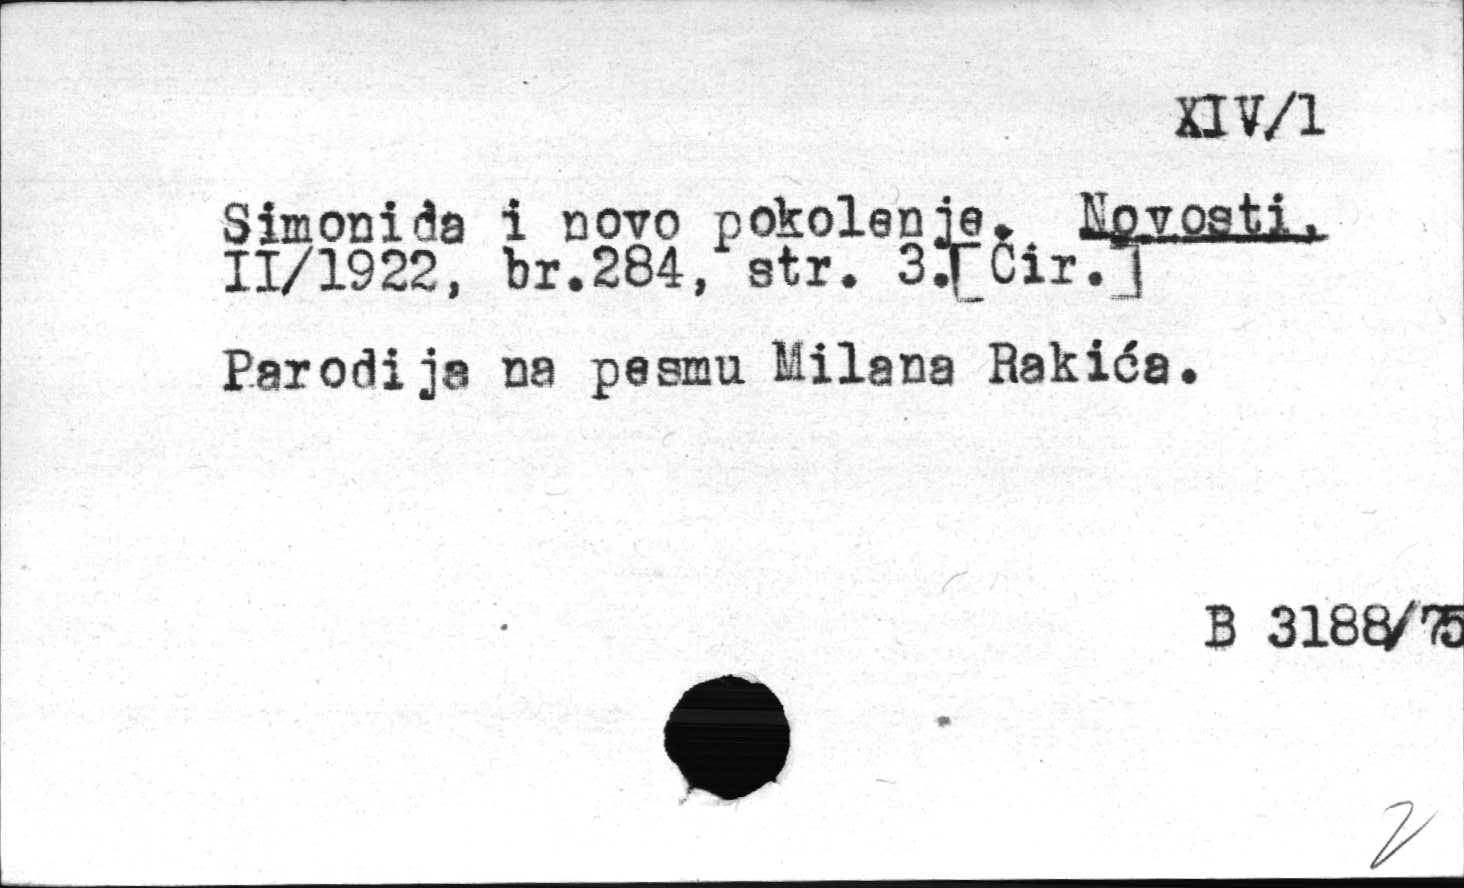 XIV/1
Simonida i novo pokolenje. Novosti,
II/1922, br.284, str. 3.[Ćir.]
Parodija na pesmu Milana Rakića.
B 3188/75